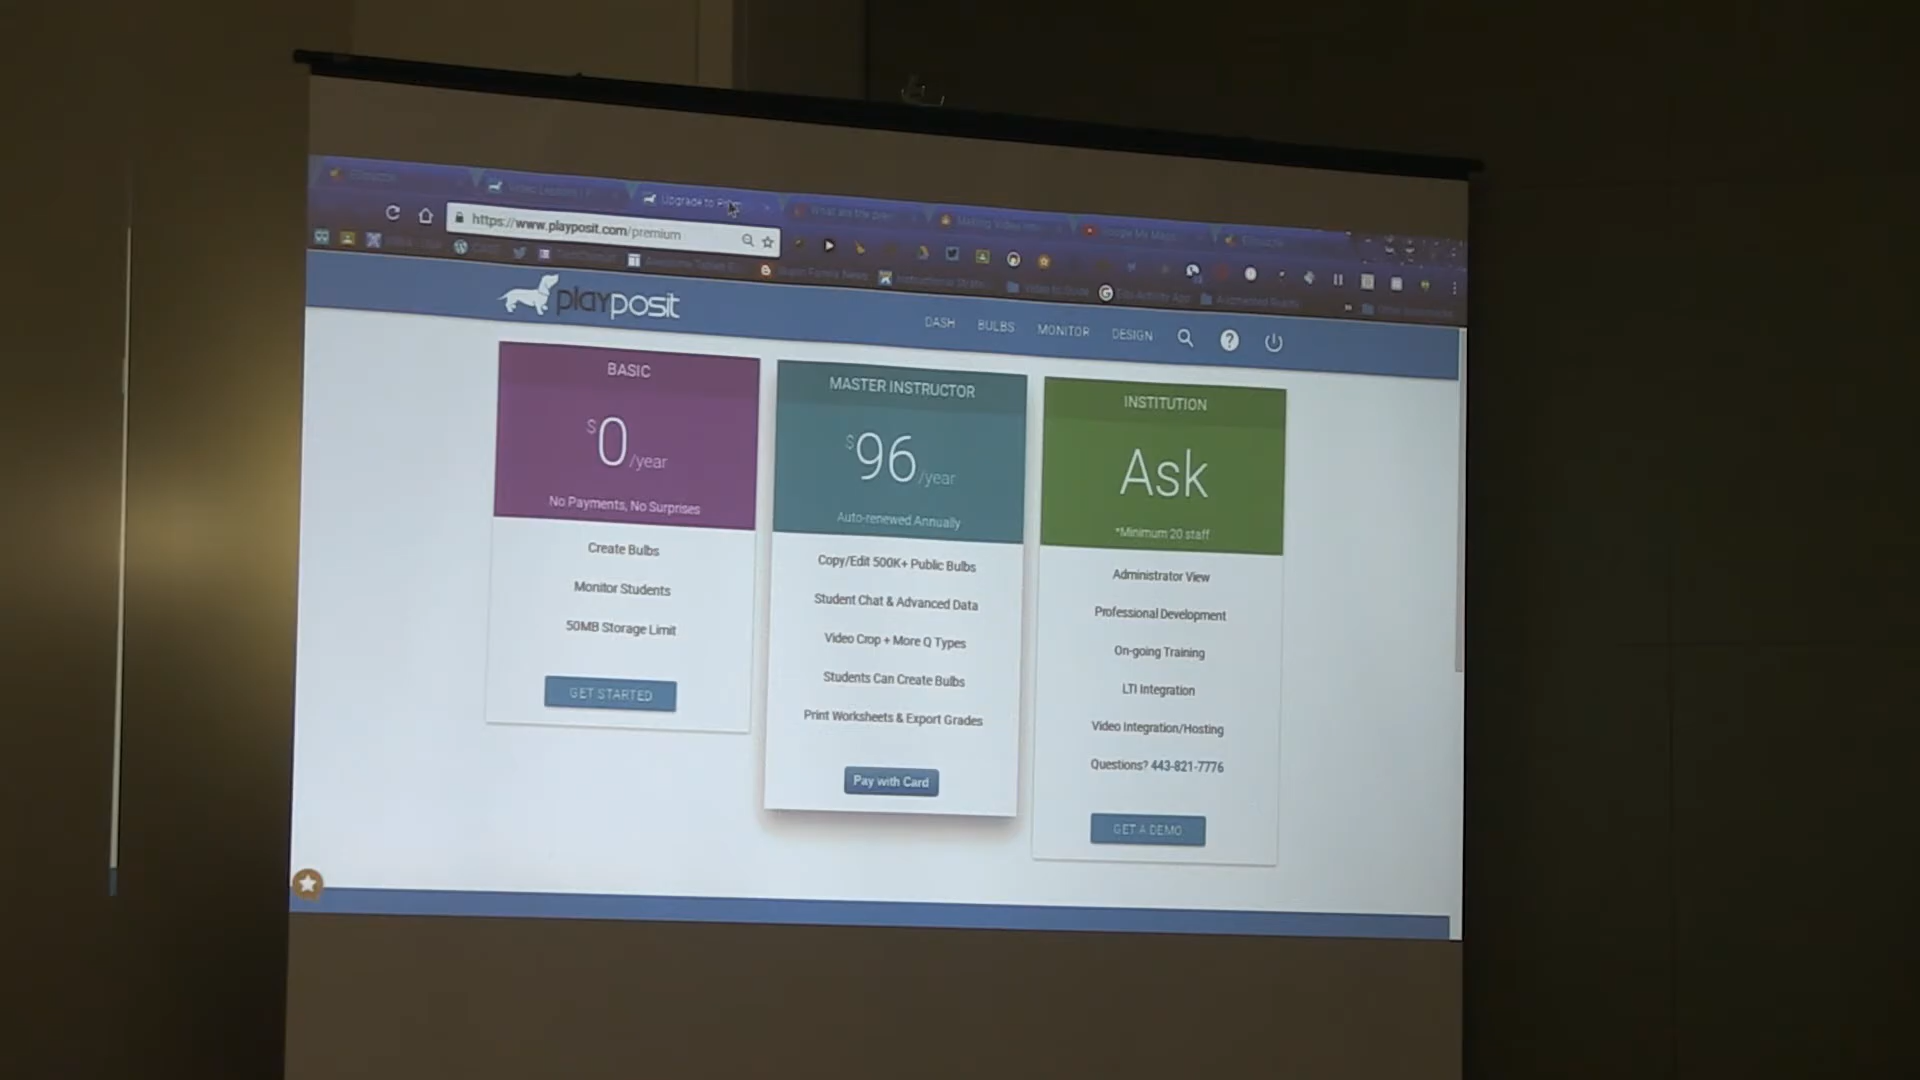 Upgrade to
https://www.playposit.com/premium
playposit
DASH BULBS MONITOR DESIGN
BASIC
$0/year
No Payments, No Surprises
Create Bulbs
Monitor Students
50MB Storage Limit
GET STARTED
MASTER INSTRUCTOR
$96/year
Auto-renewed Annually
Copy/Edit 500K+ Public Bulbs
Student Chat & Advanced Data
Video Crop + More Q Types
Students Can Create Bulbs
Print Worksheets & Export Grades
Pay with Card
INSTITUTION
Ask
*Minimum 20 staff
Administrator View
Professional Development
On-going Training
LTI Integration
Video Integration/Hosting
Questions? 443-821-7776
GET A DEMO